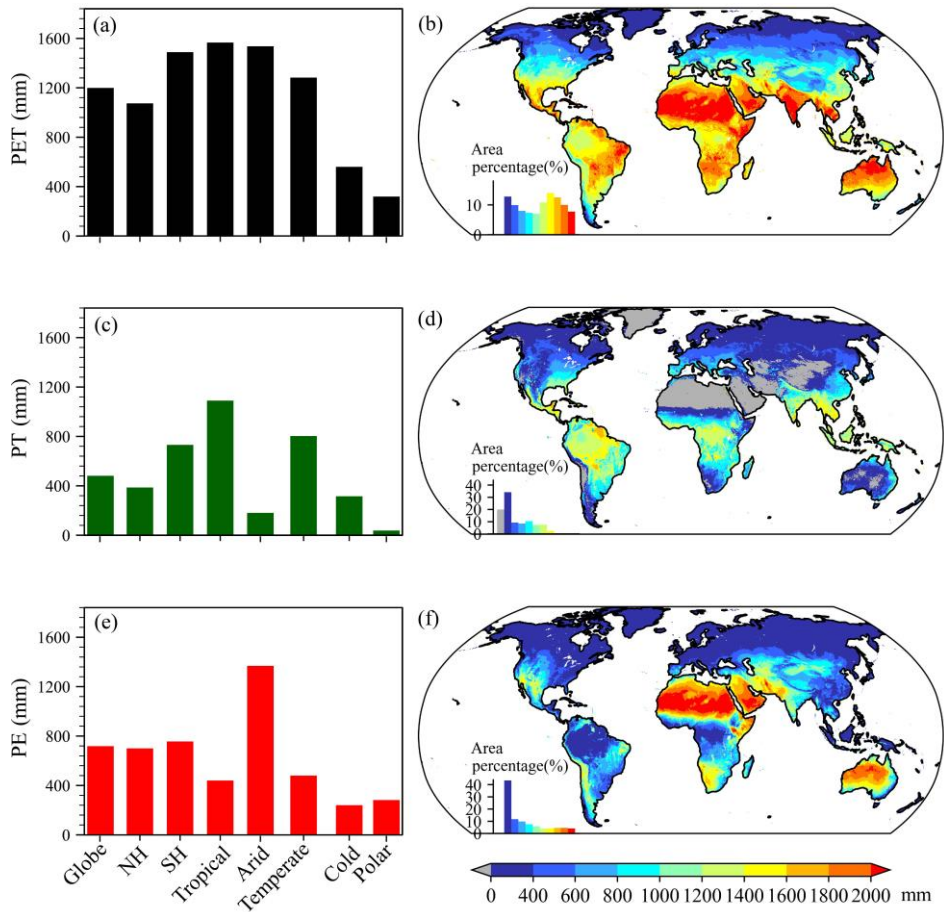 (a)
PET (mm)
1600
1200
800
400
0
(b)
Area
percentage(%)
10
0
(c)
PT (mm)
1600
1200
800
400
0
(d)
Area
percentage(%)
40
30
20
10
0
(e)
PE (mm)
1600
1200
800
400
0
Globe
NH
SH
Tropical
Arid
Temperate
Cold
Polar
(f)
Area
percentage(%)
40
30
20
10
0
0 400 600 800 1000 1200 1400 1600 1800 2000 mm